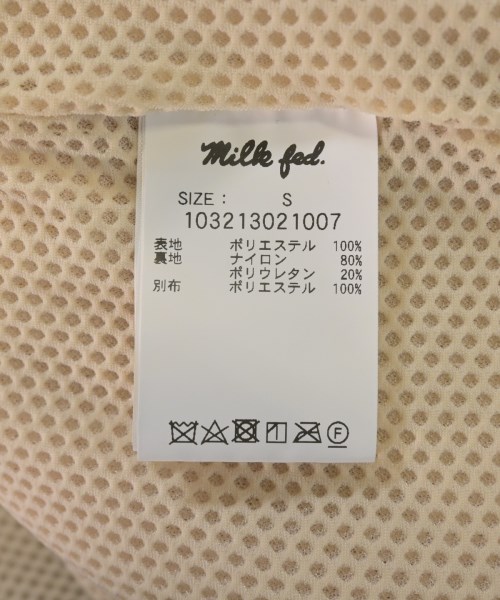 Milk fed.
SIZE : S
103213021007
表地 ポリエステル 100%
裏地 ナイロン 80%
ポリウレタン 20%
別布 ポリエステル 100%
F